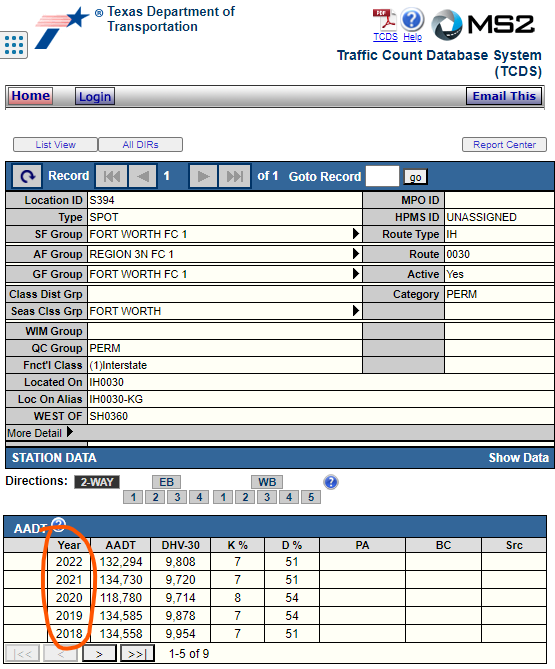 ® Texas Department of
Transportation
PDF
TCDS
?
Help
MS2
Traffic Count Database System
(TCDS)
Home Login Email This
List View All DIRs Report Center
Record 1 of 1 Goto Record go
Location ID S394 MPO ID
Type SPOT HPMS ID UNASSIGNED
SF Group FORT WORTH FC 1 Route Type IH
AF Group REGION 3N FC 1 Route 0030
GF Group FORT WORTH FC 1 Active Yes
Class Dist Grp Category PERM
Seas Clss Grp FORT WORTH
WIM Group
QC Group PERM
Fnct'l Class (1)Interstate
Located On IH0030
Loc On Alias IH0030-KG
WEST OF SH0360
More Detail
STATION DATA Show Data
Directions: 2-WAY EB WB ?
1 2 3 4 1 2 3 4 5
AADT ?
Year AADT DHV-30 K % D % PA BC Src
2022 132,294 9,808 7 51
2021 134,730 9,720 7 51
2020 118,780 9,714 8 54
2019 134,585 9,878 7 54
2018 134,558 9,954 7 51
|<< < > >>| 1-5 of 9